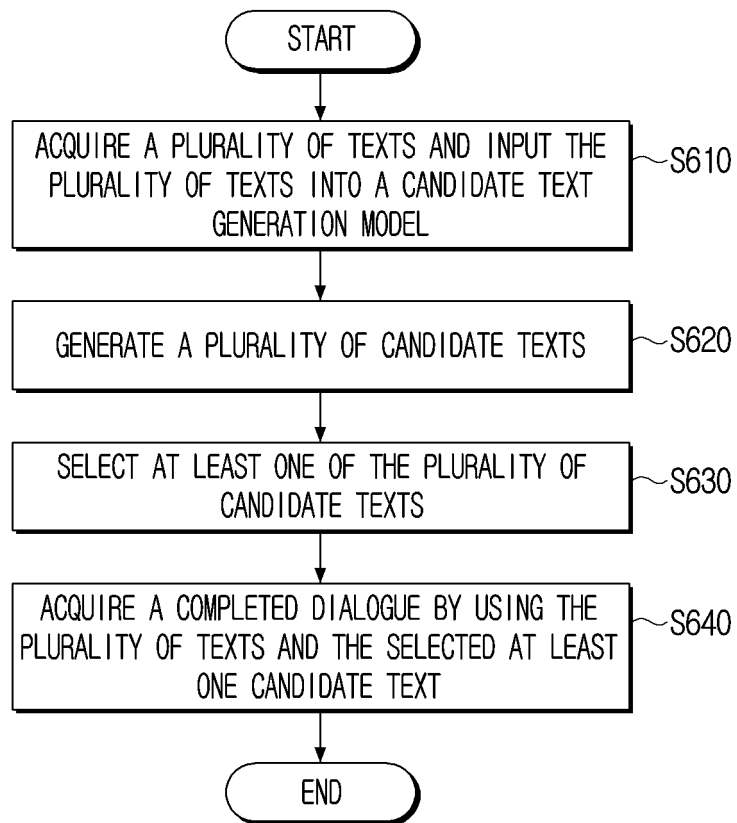 START
ACQUIRE A PLURALITY OF TEXTS AND INPUT THE
PLURALITY OF TEXTS INTO A CANDIDATE TEXT
GENERATION MODEL
S610
GENERATE A PLURALITY OF CANDIDATE TEXTS
S620
SELECT AT LEAST ONE OF THE PLURALITY OF
CANDIDATE TEXTS
S630
ACQUIRE A COMPLETED DIALOGUE BY USING THE
PLURALITY OF TEXTS AND THE SELECTED AT LEAST
ONE CANDIDATE TEXT
S640
END